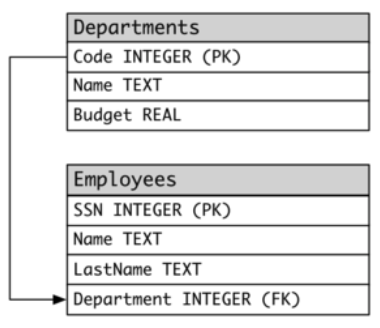 Departments
Code INTEGER (PK)
Name TEXT
Budget REAL
Employees
SSN INTEGER (PK)
Name TEXT
LastName TEXT
Department INTEGER (FK)